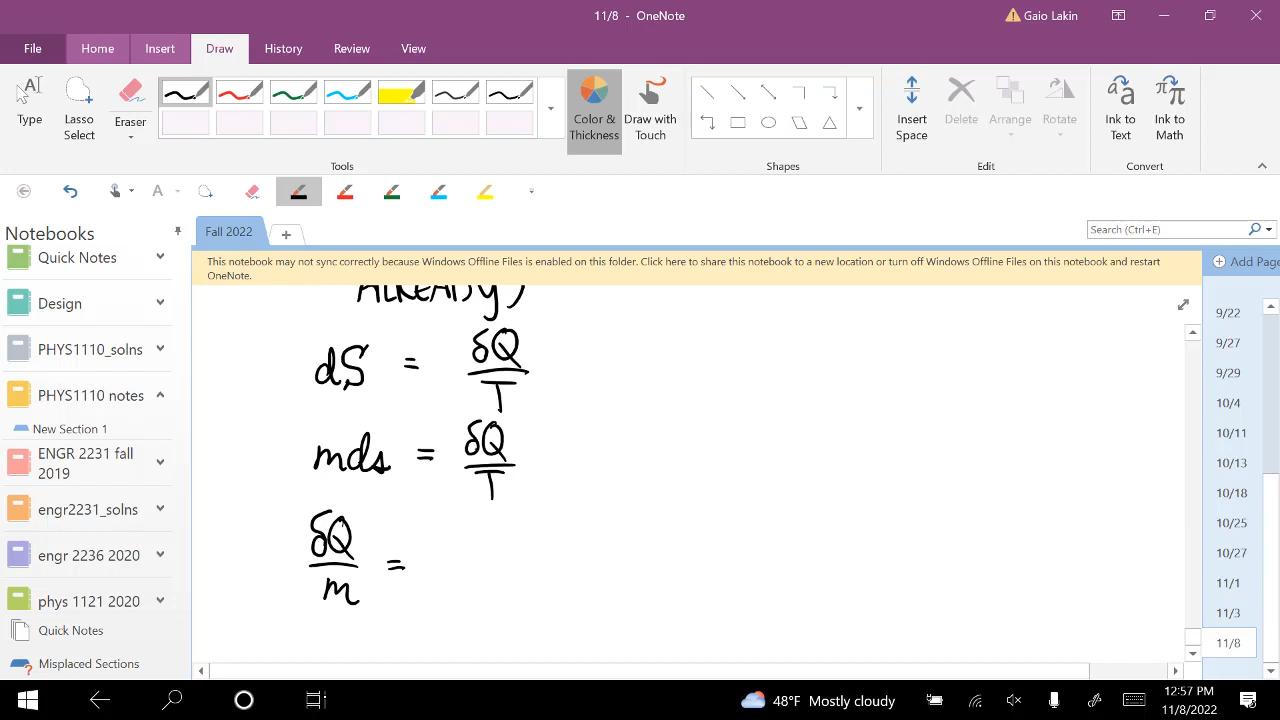 11/8 - OneNote
Gaio Lakin
File Home Insert Draw History Review View
Type
Lasso Select
Eraser
Color & Thickness
Draw with Touch
Insert Space
Delete
Arrange
Rotate
Ink to Text
Ink to Math
Tools
Shapes
Edit
Convert
Notebooks
Fall 2022
Search (Ctrl+E)
This notebook may not sync correctly because Windows Offline Files is enabled on this folder. Click here to share this notebook to a new location or turn off Windows Offline Files on this notebook and restart
OneNote.
Add Page
Quick Notes
Design
PHYS1110_solns
PHYS1110 notes
New Section 1
ENGR 2231 fall
2019
engr2231_solns
engr 2236 2020
phys 1121 2020
Quick Notes
Misplaced Sections
ALREADY)
dS = δQ/T
mds = δQ/T
δQ/m =
9/22
9/27
9/29
10/4
10/11
10/13
10/18
10/25
10/27
11/1
11/3
11/8
48°F Mostly cloudy
12:57 PM
11/8/2022